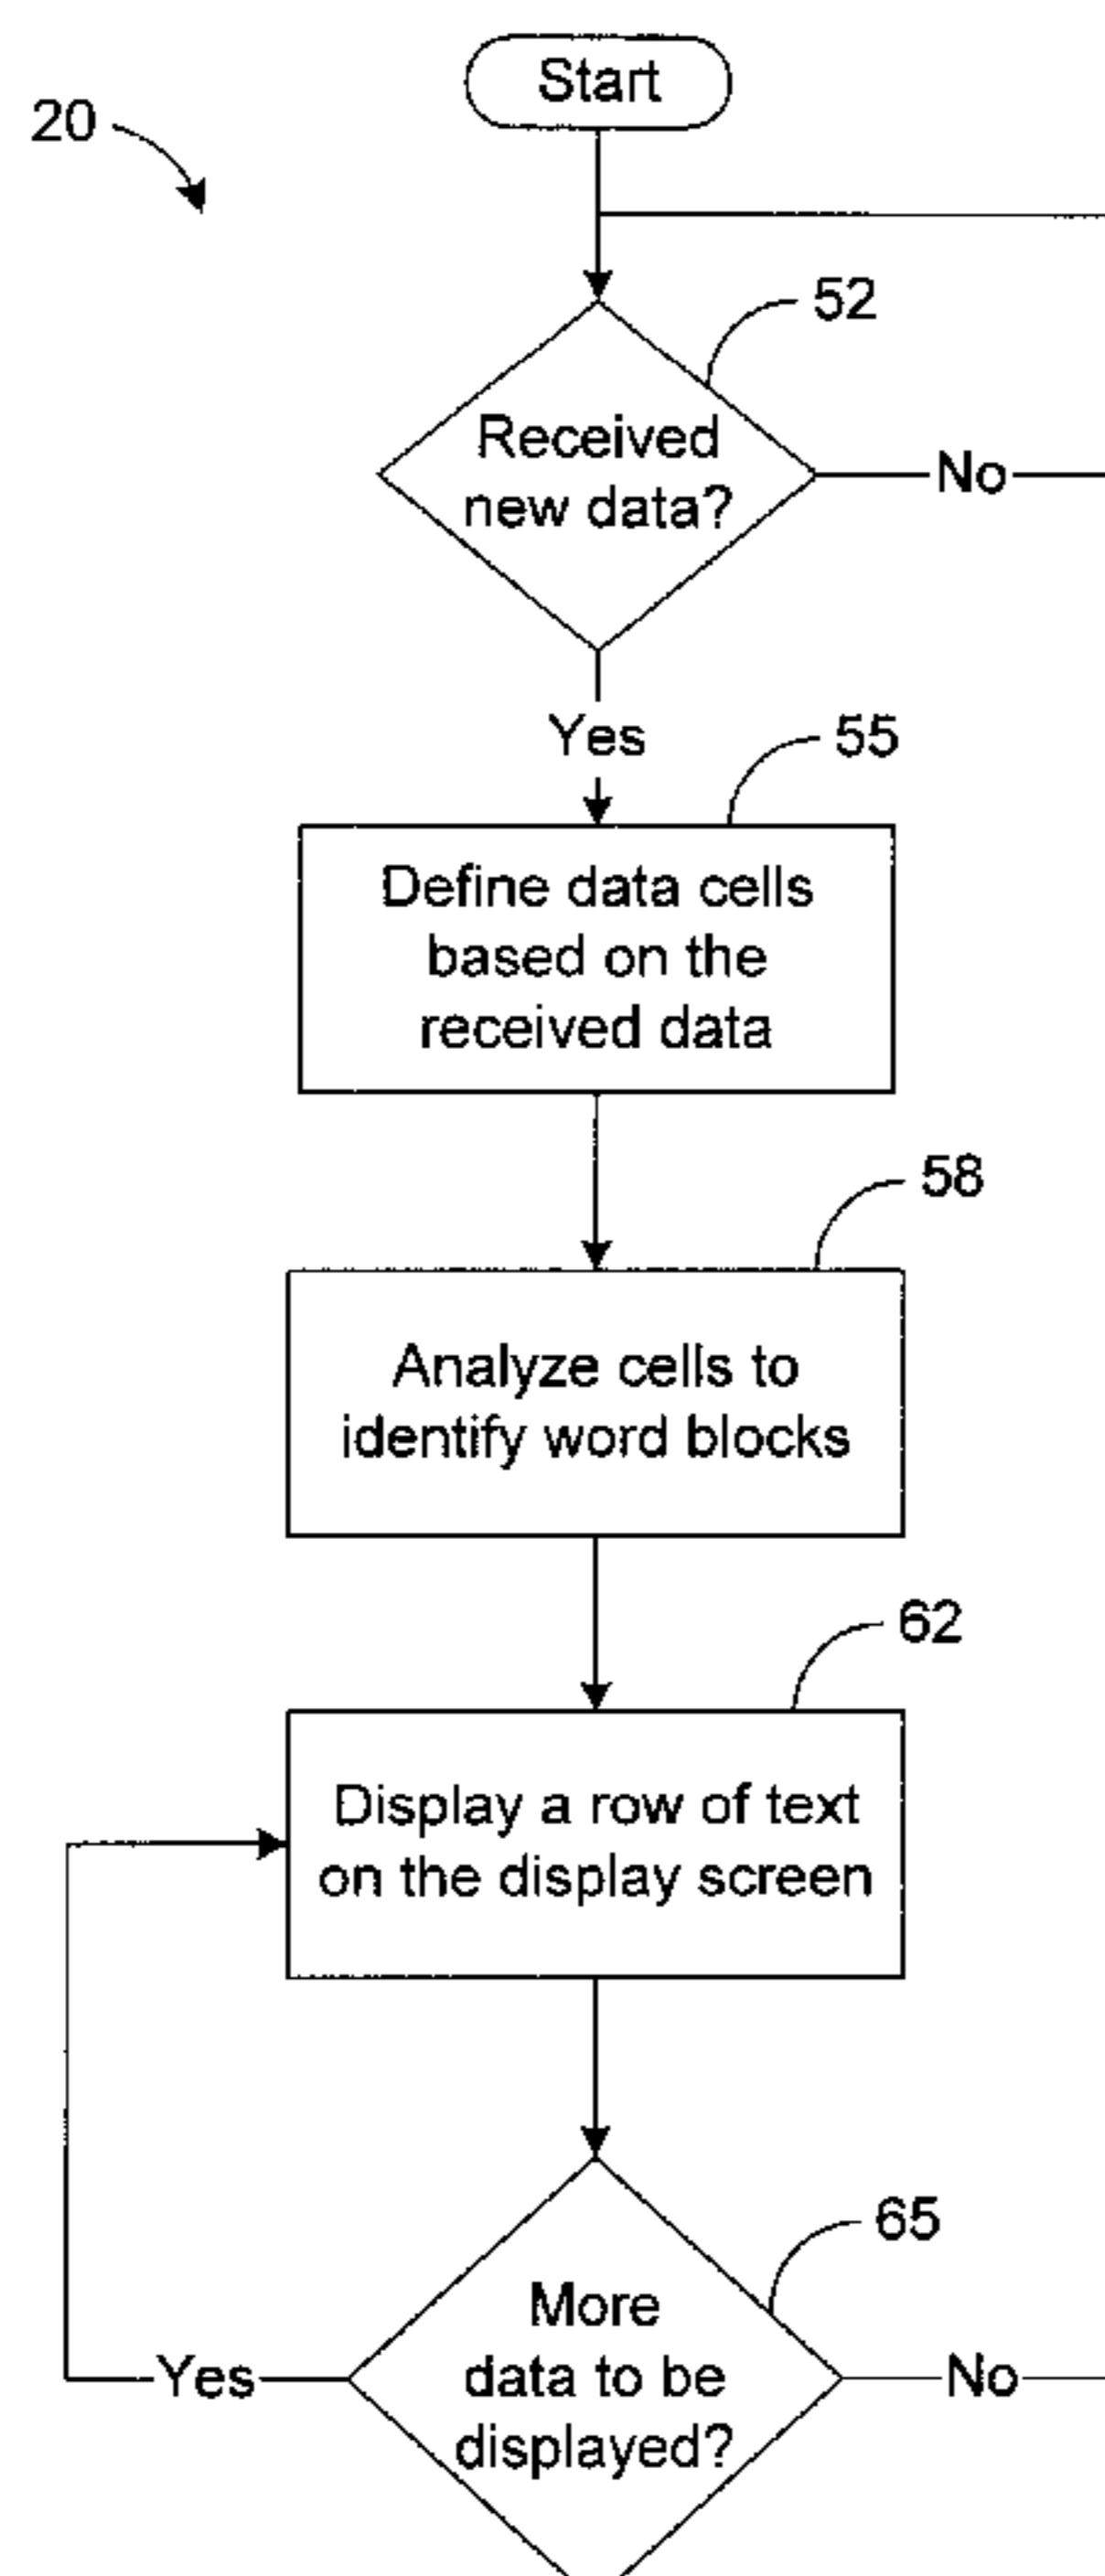 Start
20
52
Received
new data?
No
Yes
55
Define data cells
based on the
received data
58
Analyze cells to
identify word blocks
62
Display a row of text
on the display screen
65
More
data to be
displayed?
Yes
No